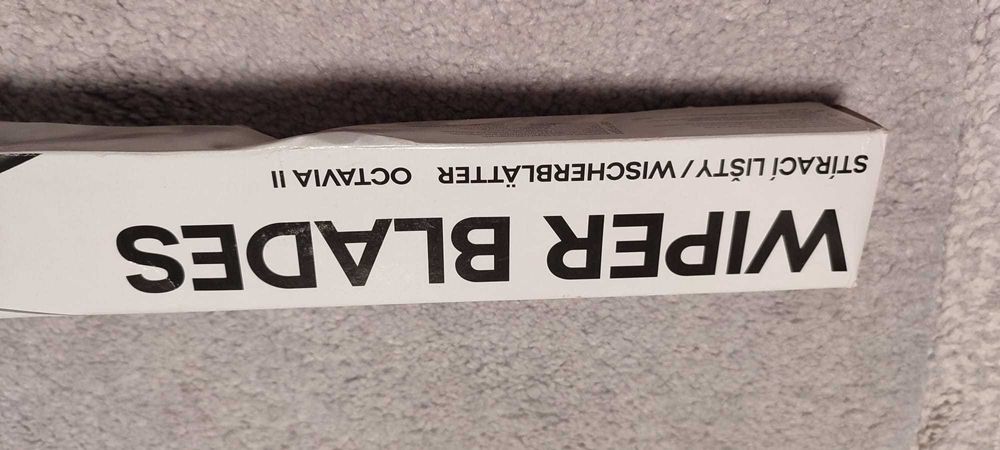 WIPER BLADES
STÍRACÍ LIŠTY / WISCHERBLÄTTER OCTAVIA II